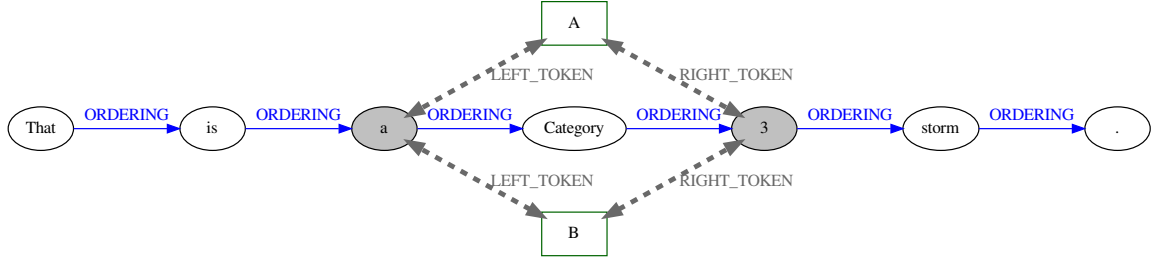 A
LEFT_TOKEN RIGHT_TOKEN
ORDERING ORDERING ORDERING ORDERING ORDERING ORDERING
That is a Category 3 storm .
LEFT_TOKEN RIGHT_TOKEN
B